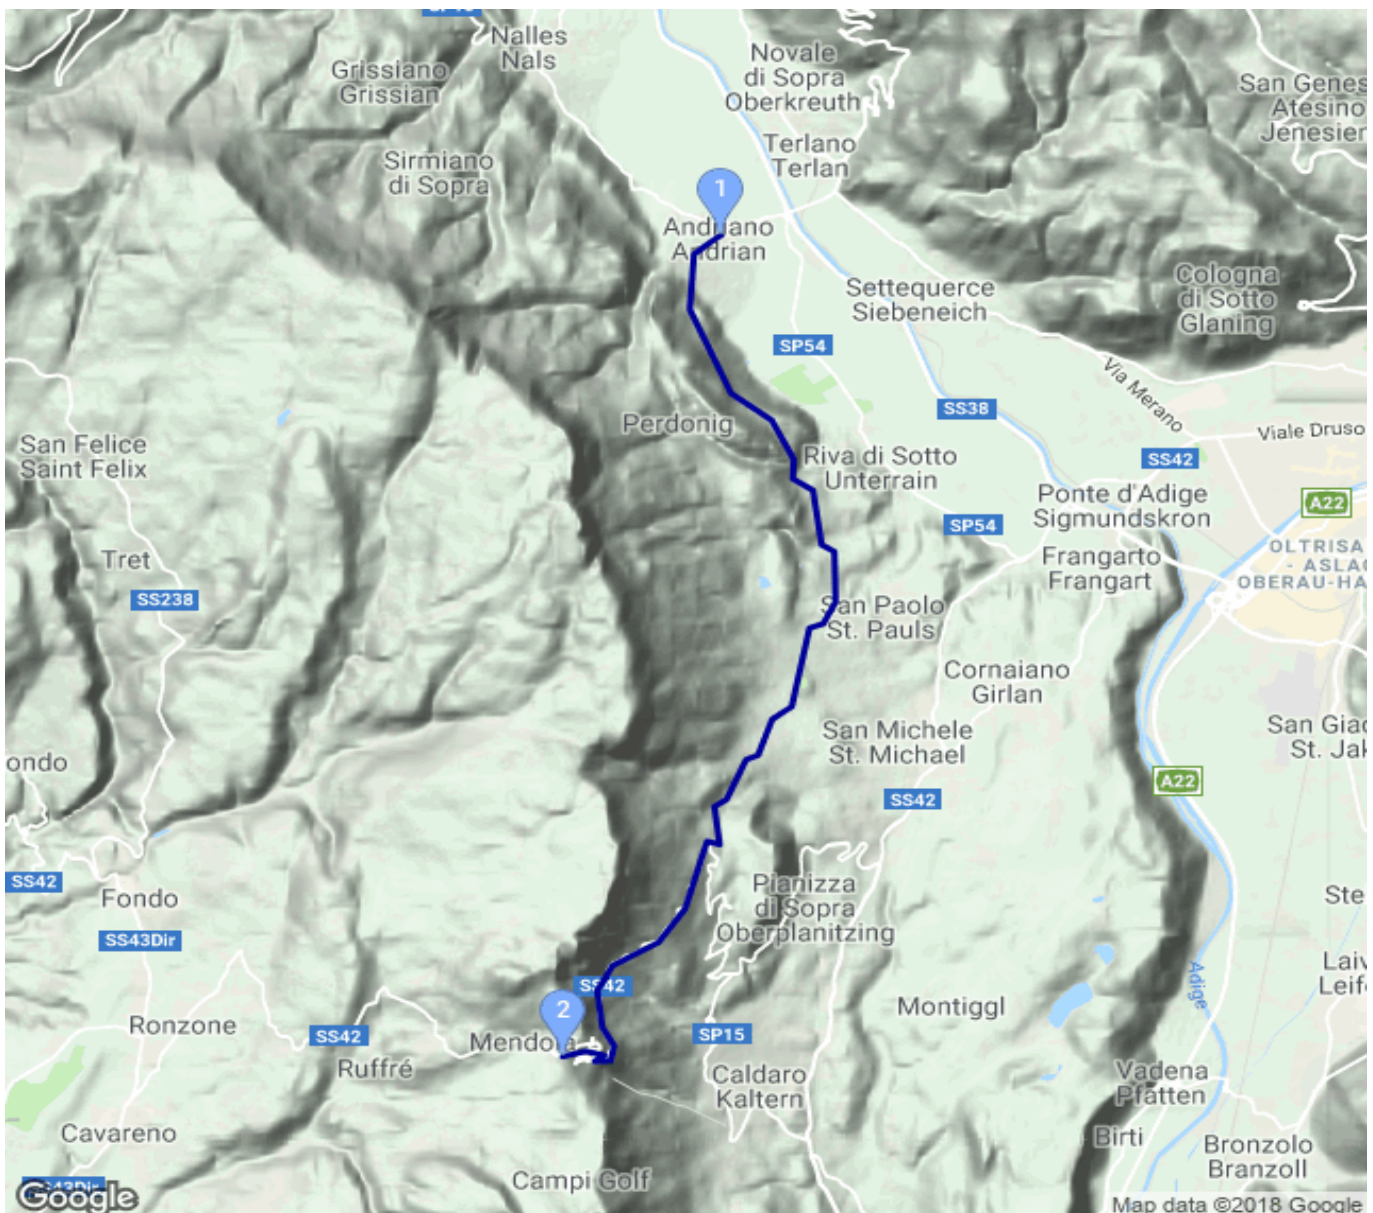 Nalles
Nals
Novale
di Sopra
Oberkreuth
Grissiano
Grissian
San Genes
Atesino
Jenesien
Terlano
Terlan
Sirmiano
di Sopra
1
Andriano
Andrian
Settequerce
Siebeneich
Cologna
di Sotto
Glaning
SP54
Via Merano
SS38
Perdonig
Viale Druso
San Felice
Saint Felix
Riva di Sotto
Unterrain
SS42
Ponte d'Adige
Sigmundskron
A22
SP54
Tret
Frangarto
Frangart
OLTRISA
- ASLAG
OBERAU-HA
SS238
San Paolo
St. Pauls
Cornaiano
Girlan
San Michele
St. Michael
San Giac
St. Jak
ondo
A22
SS42
SS42
Fondo
Pianizza
di Sopra
Oberplanitzing
Ste
SS43Dir
Laiv
Leife
SS42
Adige
Montiggl
2
Ronzone
SS42
Mendola
SP15
Ruffré
Caldaro
Kaltern
Vadena
Pfatten
Cavareno
Birti
Bronzolo
Branzoll
Campi Golf
SS43Dir
Google
Map data ©2018 Google